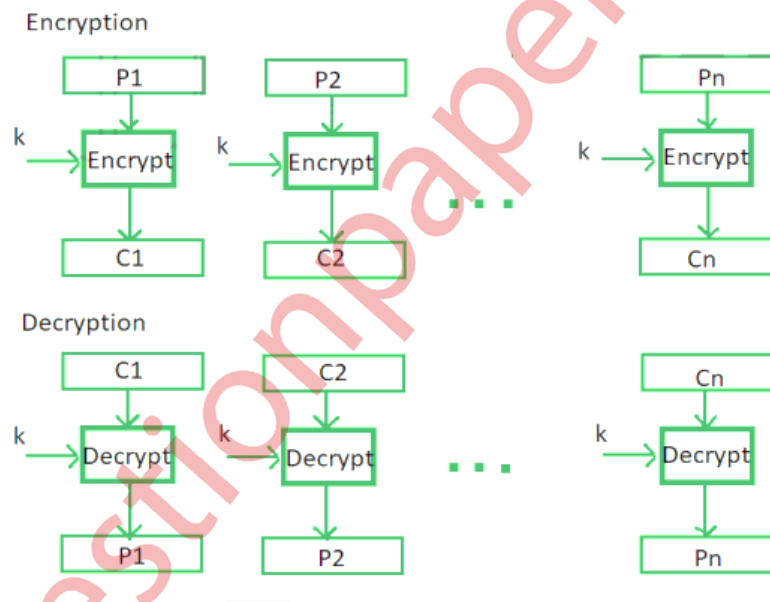 Encryption
P1 P2 Pn
k Encrypt k Encrypt k Encrypt
C1 C2 Cn
Decryption
C1 C2 Cn
k Decrypt k Decrypt k Decrypt
P1 P2 Pn
estionpaper